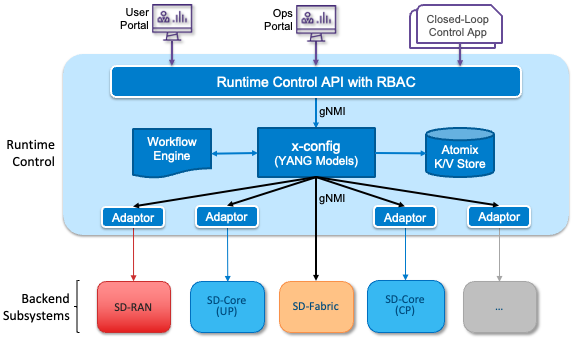 User
Portal
Ops
Portal
Closed-Loop
Control App
Runtime Control API with RBAC
gNMI
Runtime
Control
Workflow
Engine
x-config
(YANG Models)
Atomix
K/V Store
gNMI
Adaptor
Adaptor
Adaptor
Adaptor
Backend
Subsystems
SD-RAN
SD-Core
(UP)
SD-Fabric
SD-Core
(CP)
...